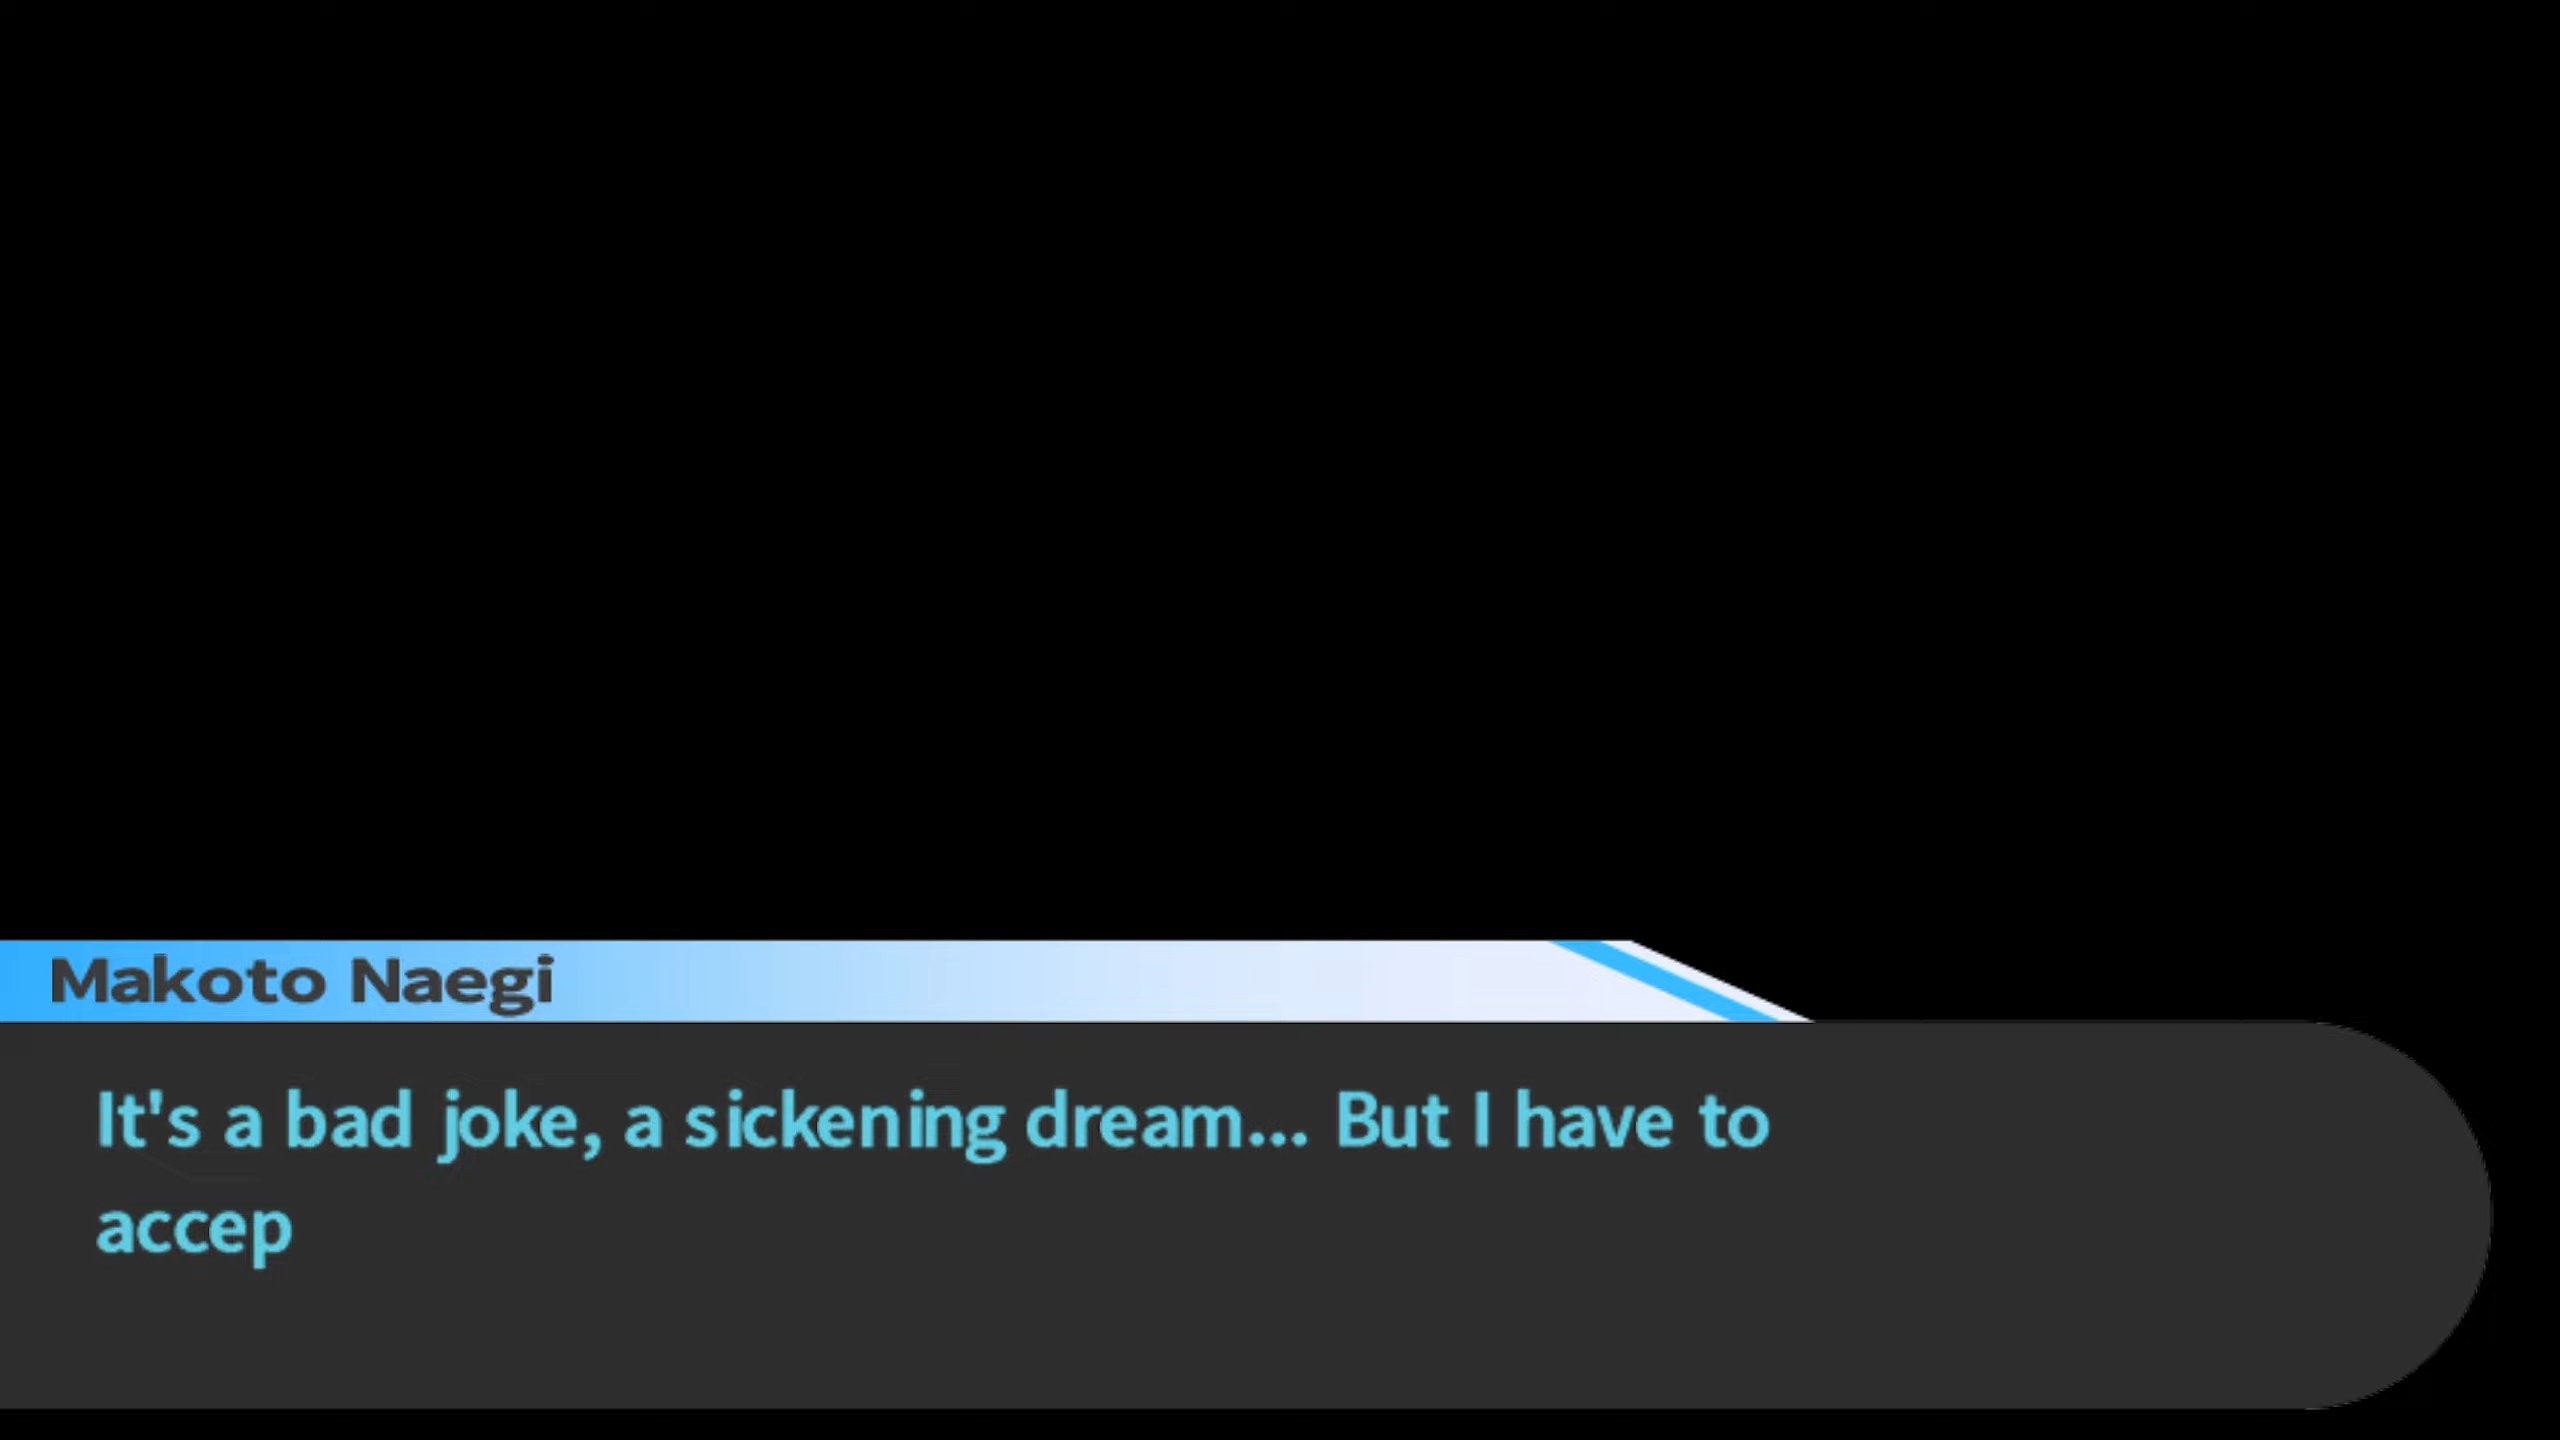 Makoto Naegi
It's a bad joke, a sickening dream... But I have to
accep